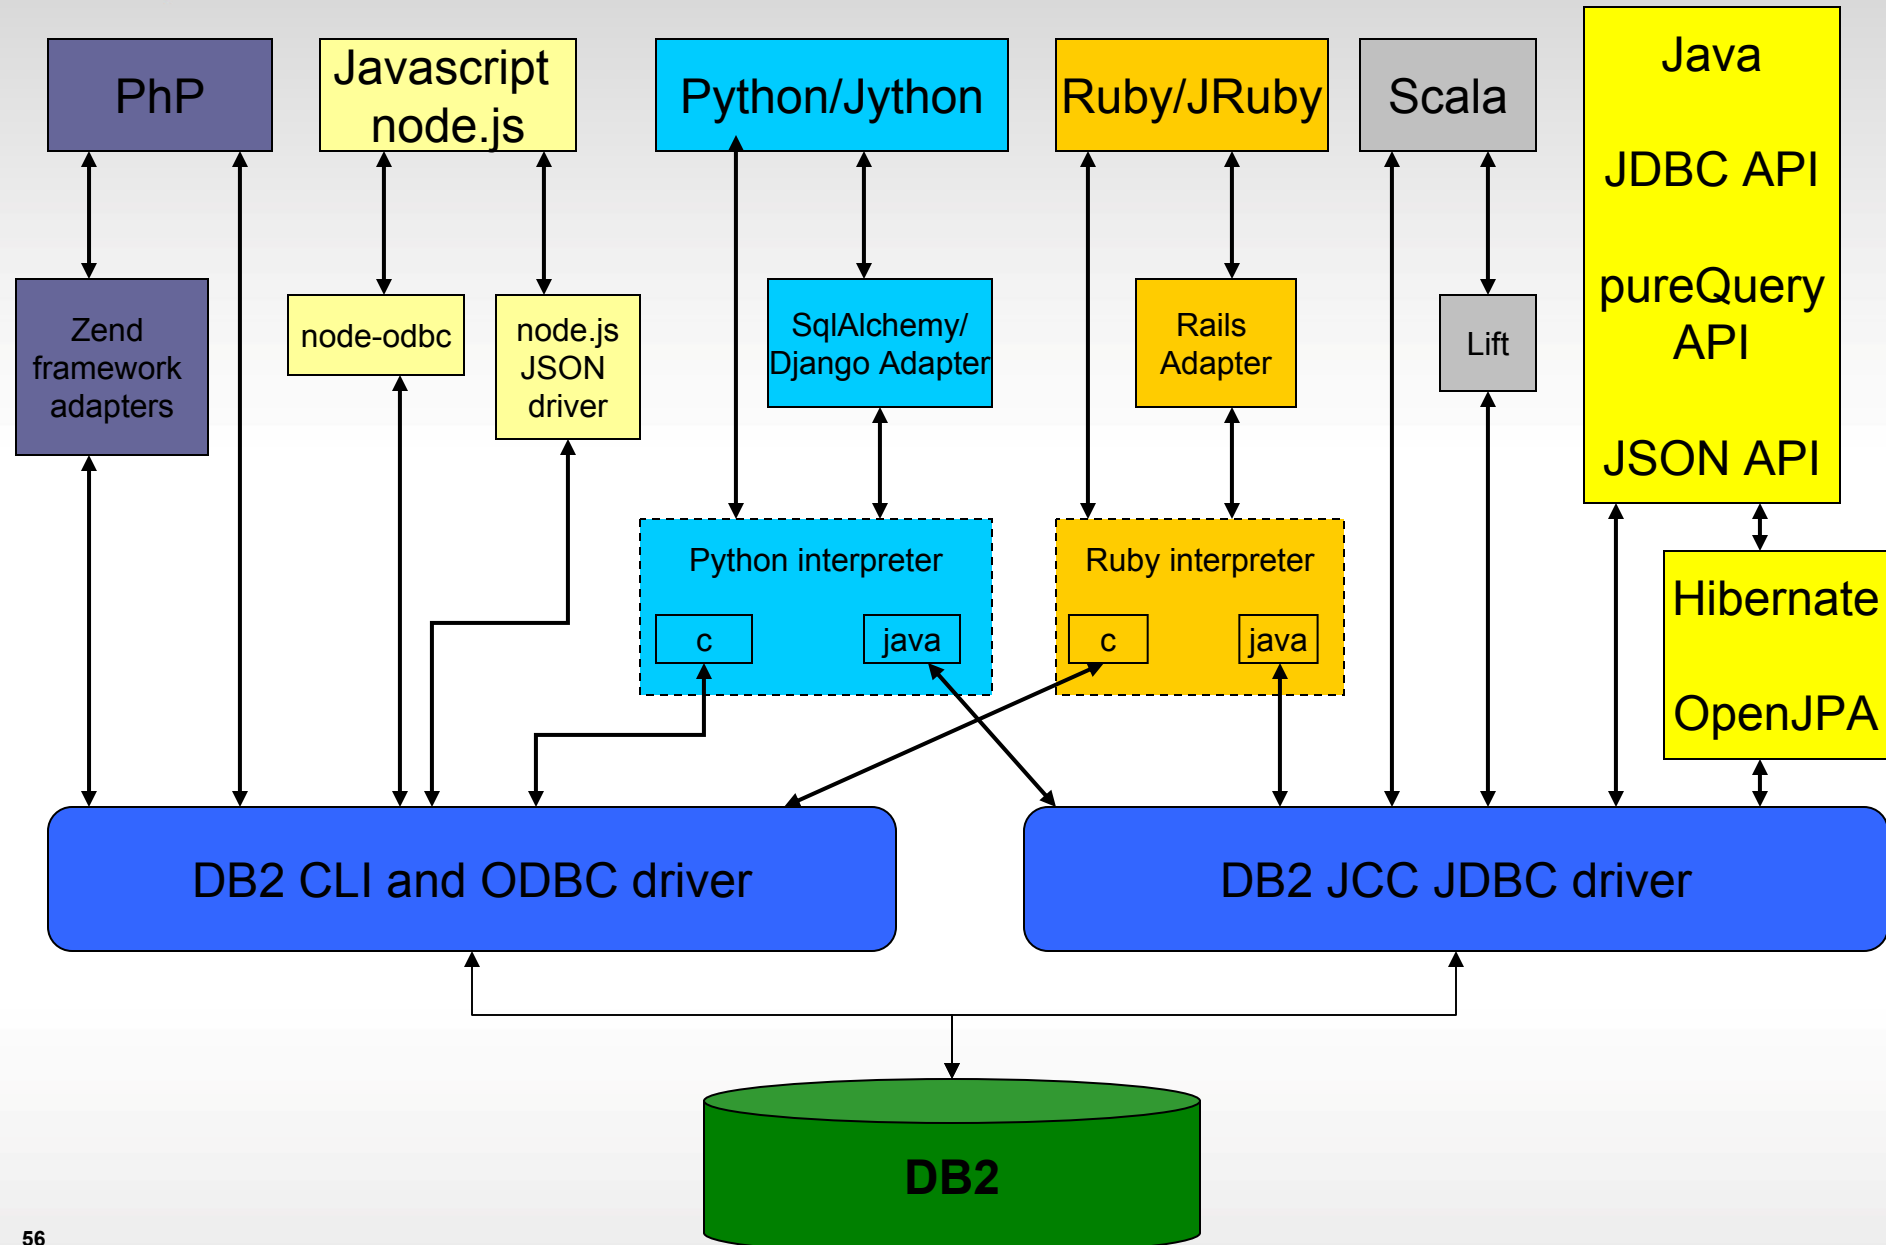 PhP
Javascript
node.js
Python/Jython
Ruby/JRuby
Scala
Java
JDBC API
pureQuery
API
JSON API
Zend
framework
adapters
node-odbc
node.js
JSON
driver
SqlAlchemy/
Django Adapter
Rails
Adapter
Lift
Python interpreter
c
java
Ruby interpreter
c
java
Hibernate
OpenJPA
DB2 CLI and ODBC driver
DB2 JCC JDBC driver
DB2
56